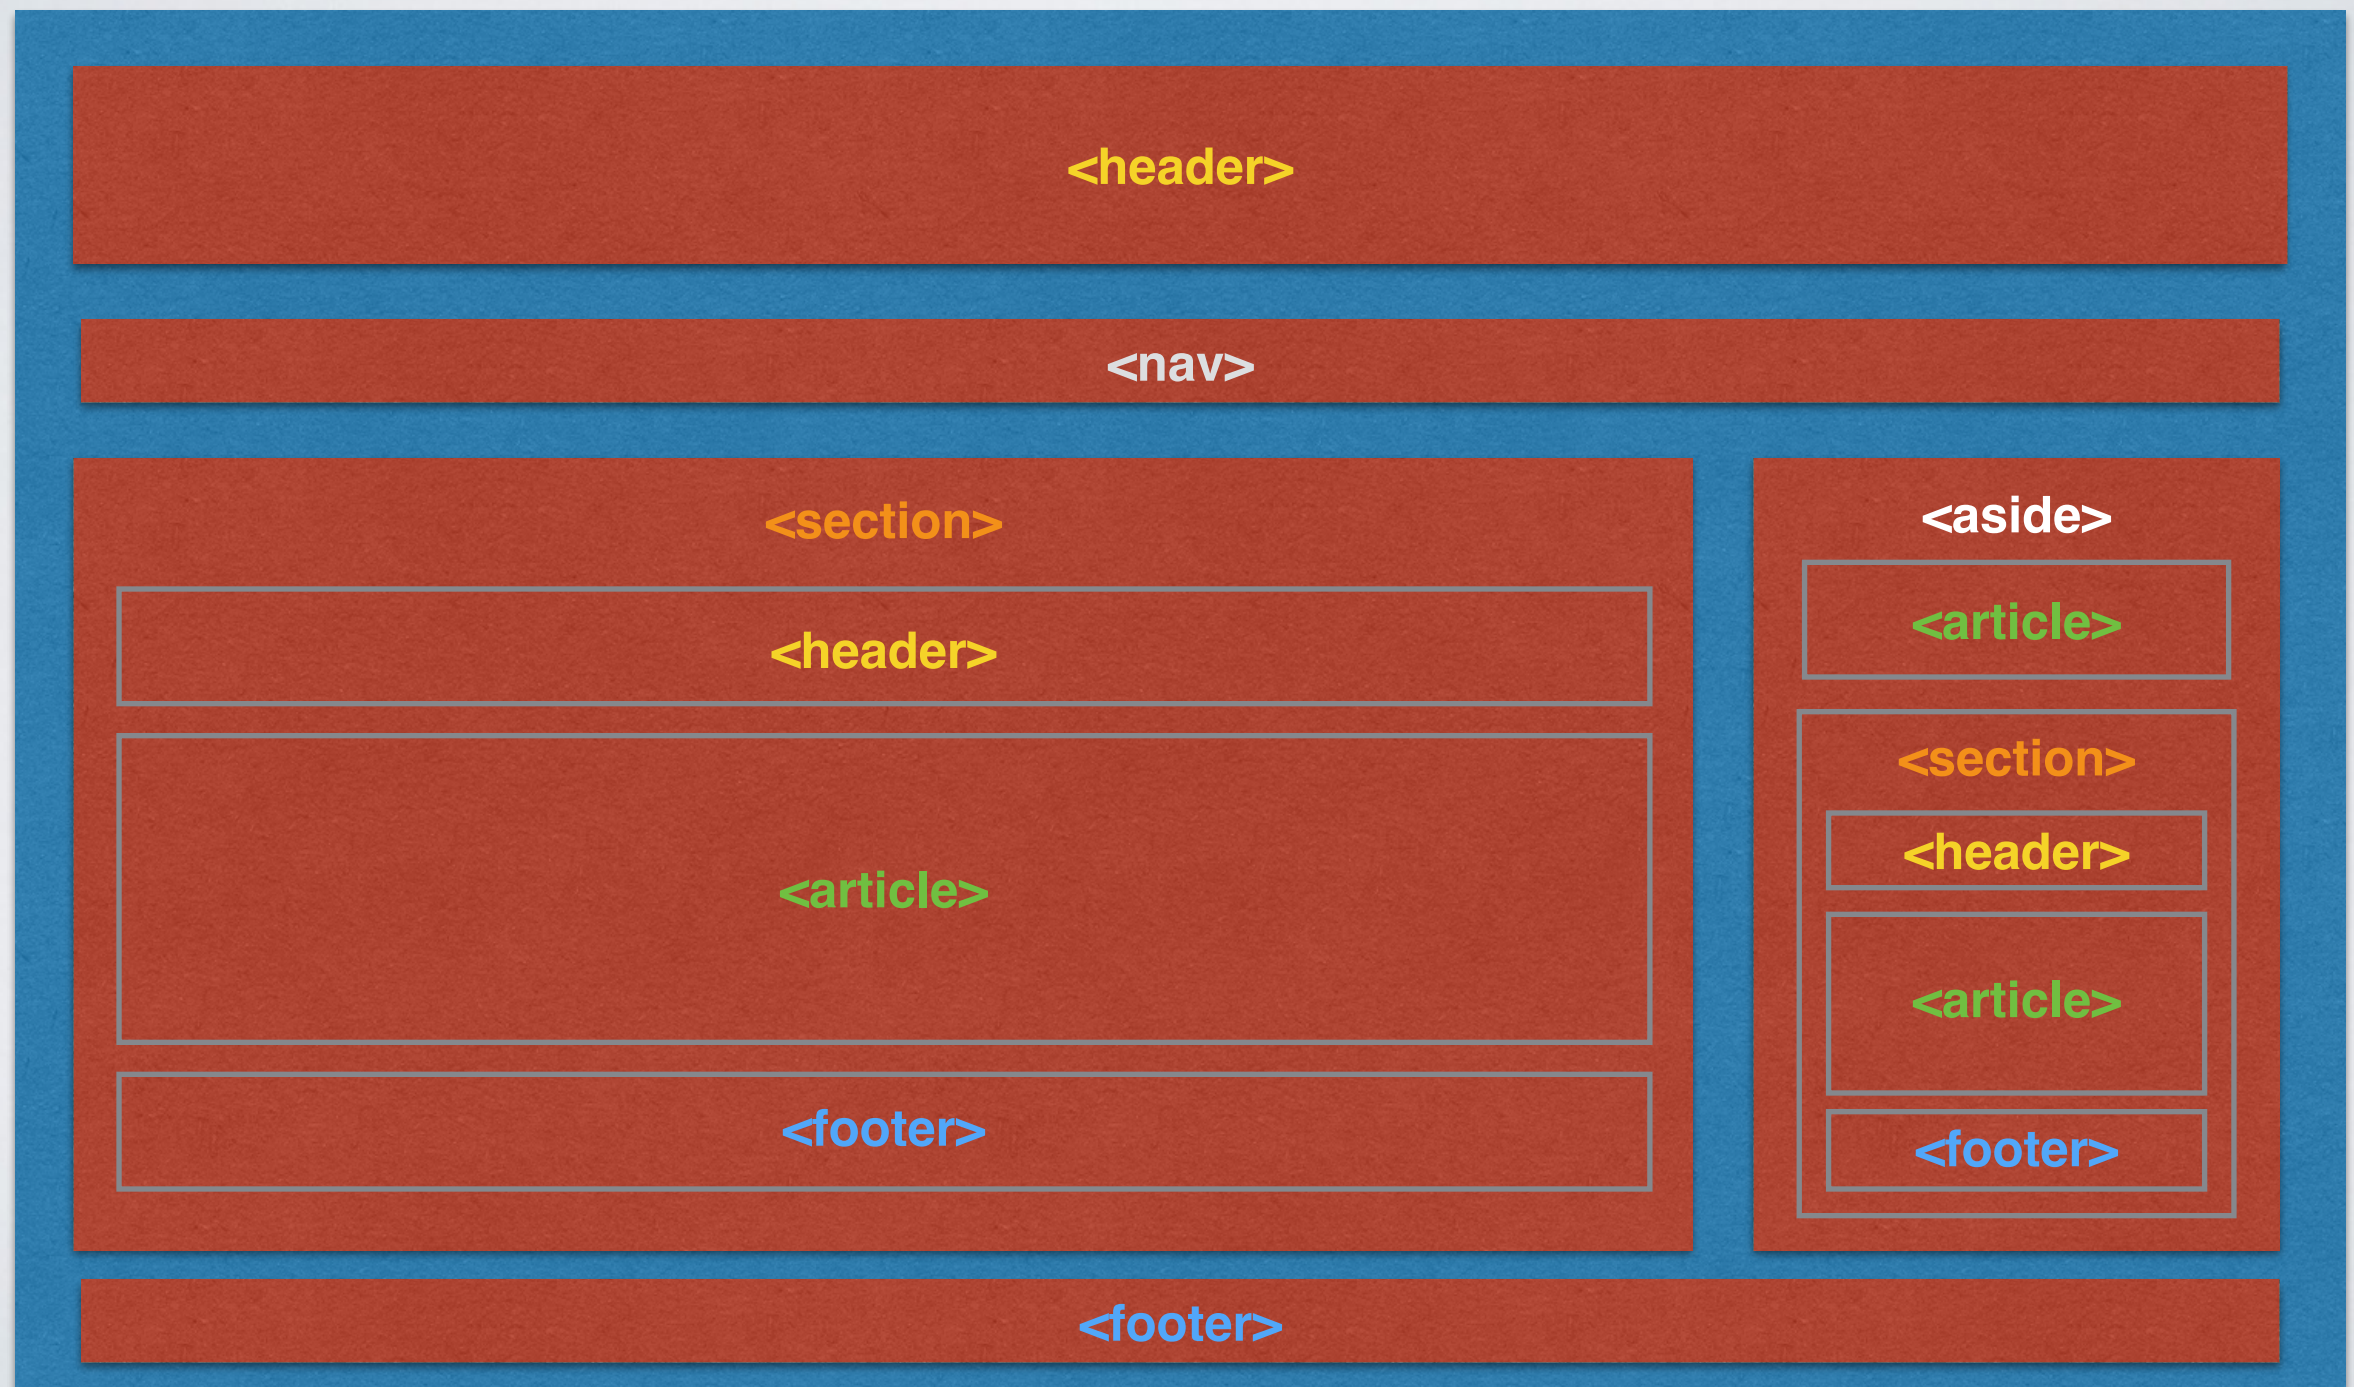 <header>
<nav>
<section>
<header>
<article>
<footer>
<aside>
<article>
<section>
<header>
<article>
<footer>
<footer>